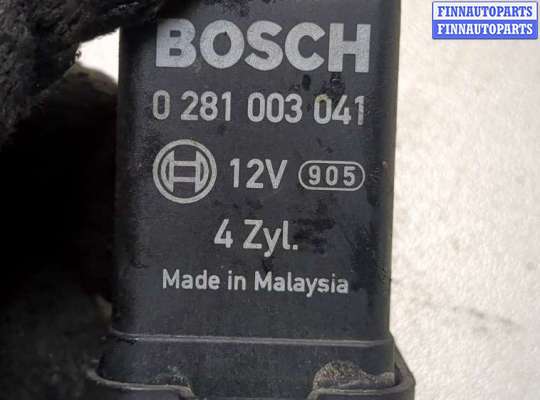 FINNAUTOPARTS
FINNAUTOPARTS
BOSCH
0 281 003 041
12V 905
4 Zyl.
Made in Malaysia